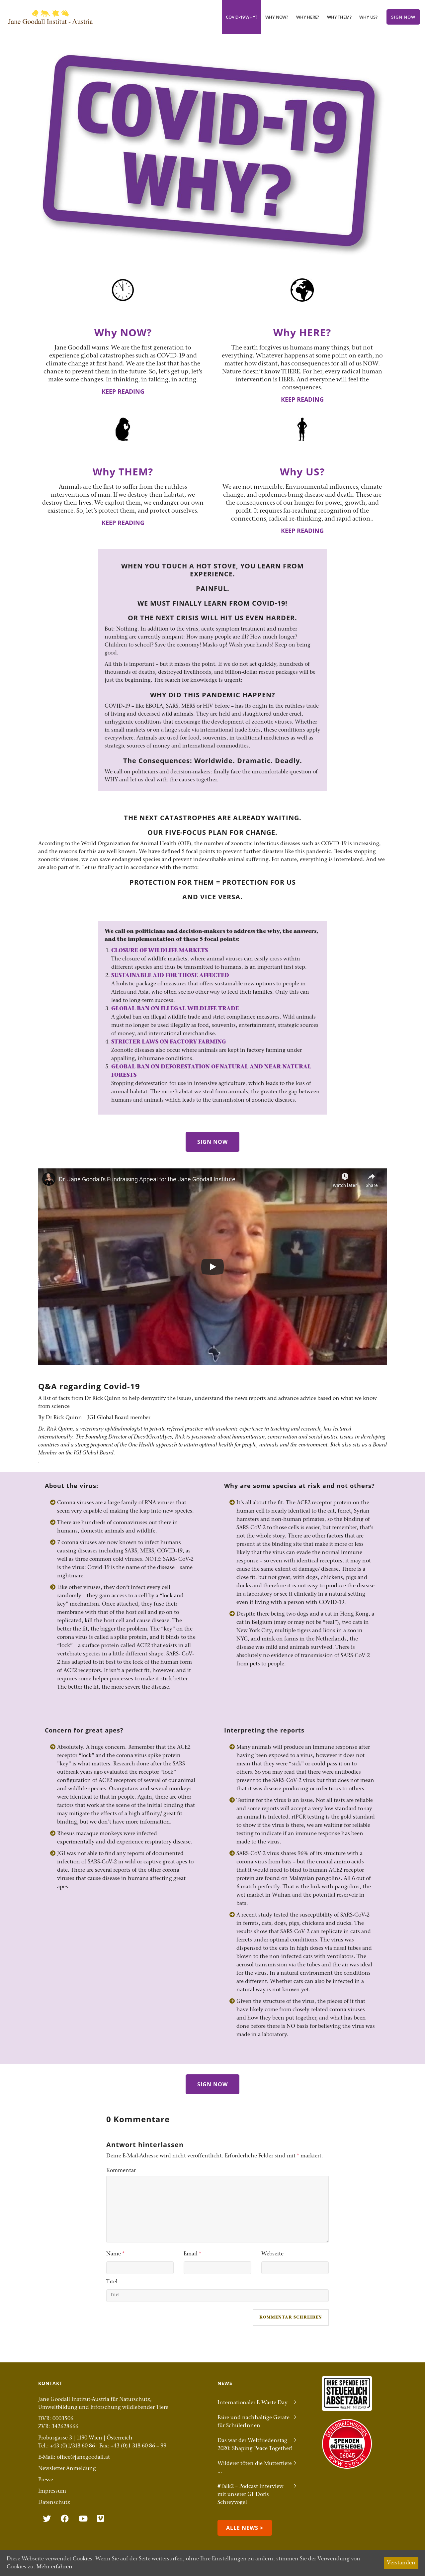 Jane Goodall Institut - Austria
COVID-19 WHY?
WHY NOW?
WHY HERE?
WHY THEM?
WHY US?
SIGN NOW
COVID-19
WHY?
Why NOW?
Jane Goodall warns: We are the first generation to
experience global catastrophes such as COVID-19 and
climate change at first hand. We are the last that has the
chance to prevent them in the future. So, let's get up, let's
make some changes. In thinking, in talking, in acting.
KEEP READING
Why HERE?
The earth forgives us humans many things, but not
everything. Whatever happens at some point on earth, no
matter how distant, has consequences for all of us NOW.
Nature doesn't know THERE. For her, every radical human
intervention is HERE. And everyone will feel the
consequences.
KEEP READING
Why THEM?
Animals are the first to suffer from the ruthless
interventions of man. If we destroy their habitat, we
destroy their lives. We exploit them, we endanger our own
existence. So, let's protect them, and protect ourselves.
KEEP READING
Why US?
We are not invincible. Environmental influences, climate
change, and epidemics bring disease and death. These are
the consequences of our hunger for power, growth, and
profit. It requires far-reaching recognition of the
connections, radical re-thinking, and rapid action..
KEEP READING
WHEN YOU TOUCH A HOT STOVE, YOU LEARN FROM
EXPERIENCE.
PAINFUL.
WE MUST FINALLY LEARN FROM COVID-19!
OR THE NEXT CRISIS WILL HIT US EVEN HARDER.
But: Nothing. In addition to the virus, acute symptom treatment and number
numbing are currently rampant: How many people are ill? How much longer?
Children to school? Save the economy! Masks up! Wash your hands! Keep on being
good.
All this is important – but it misses the point. If we do not act quickly, hundreds of
thousands of deaths, destroyed livelihoods, and billion-dollar rescue packages will be
just the beginning. The search for knowledge is urgent:
WHY DID THIS PANDEMIC HAPPEN?
COVID-19 – like EBOLA, SARS, MERS or HIV before – has its origin in the ruthless trade
of living and deceased wild animals. They are held and slaughtered under cruel,
unhygienic conditions that encourage the development of zoonotic viruses. Whether
in small markets or on a large scale via international trade hubs, these conditions apply
everywhere. Animals are used for food, souvenirs, in traditional medicines as well as
strategic sources of money and international commodities.
The Consequences: Worldwide. Dramatic. Deadly.
We call on politicians and decision-makers: finally face the uncomfortable question of
WHY and let us deal with the causes together.
THE NEXT CATASTROPHES ARE ALREADY WAITING.
OUR FIVE-FOCUS PLAN FOR CHANGE.
According to the World Organization for Animal Health (OIE), the number of zoonotic infectious diseases such as COVID-19 is increasing,
and the reasons for this are well known. We have defined 5 focal points to prevent further disasters like this pandemic. Besides stopping
zoonotic viruses, we can save endangered species and prevent indescribable animal suffering. For nature, everything is interrelated. And we
are also part of it. Let us finally act in accordance with the motto:
PROTECTION FOR THEM = PROTECTION FOR US
AND VICE VERSA.
We call on politicians and decision-makers to address the why, the answers,
and the implementation of these 5 focal points:
1. CLOSURE OF WILDLIFE MARKETS
The closure of wildlife markets, where animal viruses can easily cross within
different species and thus be transmitted to humans, is an important first step.
2. SUSTAINABLE AID FOR THOSE AFFECTED
A holistic package of measures that offers sustainable new options to people in
Africa and Asia, who often see no other way to feed their families. Only this can
lead to long-term success.
3. GLOBAL BAN ON ILLEGAL WILDLIFE TRADE
A global ban on illegal wildlife trade and strict compliance measures. Wild animals
must no longer be used illegally as food, souvenirs, entertainment, strategic sources
of money, and international merchandise.
4. STRICTER LAWS ON FACTORY FARMING
Zoonotic diseases also occur where animals are kept in factory farming under
appalling, inhumane conditions.
5. GLOBAL BAN ON DEFORESTATION OF NATURAL AND NEAR-NATURAL
FORESTS
Stopping deforestation for use in intensive agriculture, which leads to the loss of
animal habitat. The more habitat we steal from animals, the greater the gap between
humans and animals which leads to the transmission of zoonotic diseases.
SIGN NOW
Dr. Jane Goodall's Fundraising Appeal for the Jane Goodall Institute
Watch later
Share
Q&A regarding Covid-19
A list of facts from Dr Rick Quinn to help demystify the issues, understand the news reports and advance advice based on what we know
from science
By Dr Rick Quinn – JGI Global Board member
Dr. Rick Quinn, a veterinary ophthalmologist in private referral practice with academic experience in teaching and research, has lectured
internationally. The Founding Director of Docs4GreatApes, Rick is passionate about humanitarian, conservation and social justice issues in developing
countries and a strong proponent of the One Health approach to attain optimal health for people, animals and the environment. Rick also sits as a Board
Member on the JGI Global Board.
.
About the virus:
Corona viruses are a large family of RNA viruses that
seem very capable of making the leap into new species.
There are hundreds of coronaviruses out there in
humans, domestic animals and wildlife.
7 corona viruses are now known to infect humans
causing diseases including SARS, MERS, COVID-19, as
well as three common cold viruses. NOTE: SARS- CoV-2
is the virus; Covid-19 is the name of the disease – same
nightmare.
Like other viruses, they don't infect every cell
randomly – they gain access to a cell by a "lock and
key" mechanism. Once attached, they fuse their
membrane with that of the host cell and go on to
replicated, kill the host cell and cause disease. The
better the fit, the bigger the problem. The "key" on the
corona virus is called a spike protein, and it leads to the
"lock" – a surface protein called ACE2 that exists in all
vertebrate species in a little different shape. SARS- CoV-
2 has adapted to fit best to the lock of the human form
of ACE2 receptors. It isn't a perfect fit, however, and it
requires some helper processes to make it stick better.
The better the fit, the more severe the disease.
Why are some species at risk and not others?
It's all about the fit. The ACE2 receptor protein on the
human cell is the most ideal, to be followed by ferret, Syrian
hamsters and non-human primates, so the binding of
SARS-CoV-2 to those cells is easier, but remember, that's
not the whole story. There are other factors that are
present at the binding site that make it more or less
likely that the virus can evade the normal immune
response – so even with identical receptors, it may not
cause the same extent of damage/ disease. There is a
close fit, but not great, with dogs, chickens, pigs and
ducks and therefore it is not easy to produce the disease
in a laboratory or see it clinically in a natural setting
even if living with a person with COVID-19.
Despite there being two dogs and a cat in Hong Kong, a
cat in Belgium (may or may not be "real"), two cats in
New York City, multiple tigers and lions in a zoo in
NYC, and mink on farms in the Netherlands, the
disease was mild and animals survived. There is
absolutely no evidence of transmission of SARS-CoV-2
from pets to people.
Concern for great apes?
Absolutely. A huge concern. Remember that the ACE2
receptor "lock" and the corona virus spike protein
"key" is what matters. Research done after the SARS
outbreak years ago evaluated the receptor "lock"
configuration of ACE2 receptors of several of our animal
and wildlife species. Orangutans and several monkeys
were identical to that in people. Again, there are other
factors that work at the scene of the initial binding that
may mitigate the effects of a high affinity/ great fit
binding, but we don't have more information.
Rhesus macaque monkeys were infected
experimentally and did experience respiratory disease.
JGI was not able to find any reports of documented
infection of SARS-CoV-2 in wild or captive great apes to
date. There are several reports of the other corona
viruses that cause disease in humans affecting great
apes.
Interpreting the reports
Many animals will produce an immune response after
having been exposed to a virus, however it does not
mean that they were "sick" or could pass it on to
others. So you may read that there were antibodies
present to the SARS-CoV-2 virus but that does not mean
that it was disease producing or infectious to others.
Testing for the virus is an issue. Not all tests are reliable
and some reports will accept a very low standard to say
an animal is infected. rtPCR testing is the gold standard
to show if the virus is there, we are waiting for reliable
testing to indicate if an immune response has been
made to the virus.
SARS-CoV-2 virus shares 96% of its structure with a
corona virus from bats – but the crucial amino acids
that it would need to bind to human ACE2 receptor
protein are found on Malaysian pangolins. All 6 out of
6 match perfectly. That is the link with pangolins, the
wet market in Wuhan and the potential reservoir in
bats.
A recent study tested the susceptibility of SARS-CoV-2
in ferrets, cats, dogs, pigs, chickens and ducks. The
results show that SARS-CoV-2 can replicate in cats and
ferrets under optimal conditions. The virus was
dispensed to the cats in high doses via nasal tubes and
blown to the non-infected cats with ventilators. The
aerosol transmission via the tubes and the air was ideal
for the virus. In a natural environment the conditions
are different. Whether cats can also be infected in a
natural way is not known yet.
Given the structure of the virus, the pieces of it that
have likely come from closely-related corona viruses
and how they been put together, and what has been
done before there is NO basis for believing the virus was
made in a laboratory.
SIGN NOW
0 Kommentare
Antwort hinterlassen
Deine E-Mail-Adresse wird nicht veröffentlicht. Erforderliche Felder sind mit * markiert.
Kommentar
Name *
Email *
Webseite
Titel
Titel
KOMMENTAR SCHREIBEN
KONTAKT
Jane Goodall Institut-Austria für Naturschutz,
Umweltbildung und Erforschung wildlebender Tiere
DVR: 0003506
ZVR: 342628666
Probusgasse 3 | 1190 Wien | Österreich
Tel.: +43 (0)1/318 60 86 | Fax: +43 (0)1 318 60 86 – 99
E-Mail: office@janegoodall.at
Newsletter-Anmeldung
Presse
Impressum
Datenschutz
NEWS
Internationaler E-Waste Day
Faire und nachhaltige Geräte
für SchülerInnen
Das war der Weltfriedenstag
2020: Shaping Peace Together!
Wilderer töten die Muttertiere
...
#Talk2 – Podcast Interview
mit unserer GF Doris
Schreyvogel
ALLE NEWS >
IHRE SPENDE IST
STEUERLICH
ABSETZBAR
ÖSTERREICHISCHES
SPENDEN
GÜTESIEGEL
06045
WWW.OSGS.AT
Diese Webseite verwendet Cookies. Wenn Sie auf der Seite weitersurfen, ohne Ihre Einstellungen zu ändern, stimmen Sie der Verwendung von
Cookies zu. Mehr erfahren
Verstanden